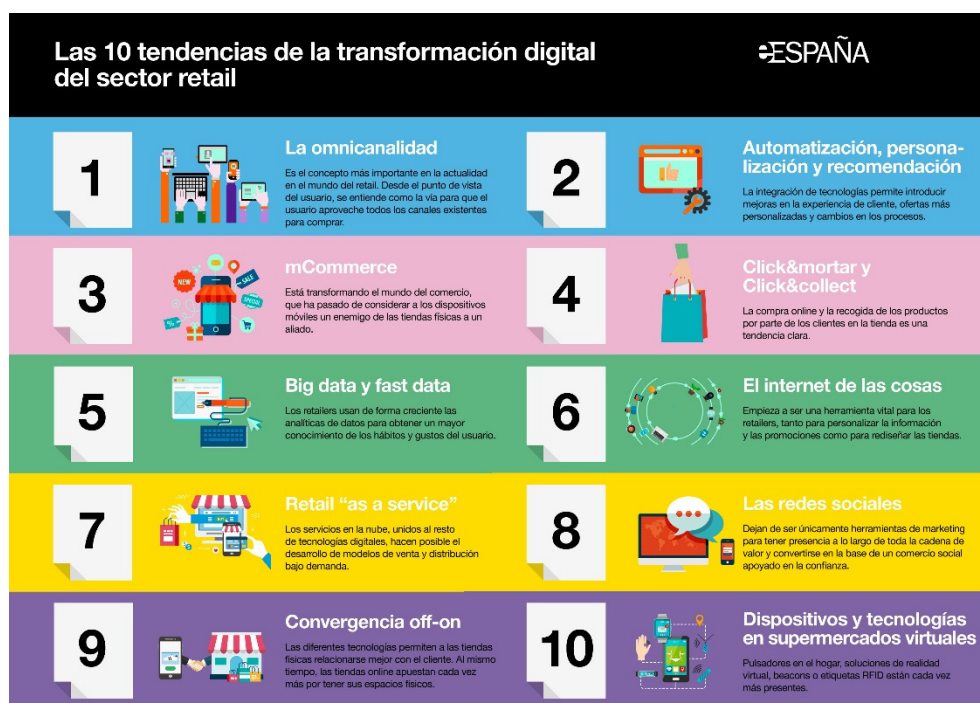 Las 10 tendencias de la transformación digital
del sector retail
eESPAÑA
1
La omnicanalidad
Es el concepto más importante en la actualidad
en el mundo del retail. Desde el punto de vista
del usuario, se entiende como la vía para que el
usuario aproveche todos los canales existentes
para comprar.
2
Automatización, persona-
lización y recomendación
La integración de tecnologías permite introducir
mejoras en la experiencia de cliente, ofertas más
personalizadas y cambios en los procesos.
3
NEW
SALE
SPECIAL
%
mCommerce
Está transformando el mundo del comercio,
que ha pasado de considerar a los dispositivos
móviles un enemigo de las tiendas físicas a un
aliado.
4
Click&mortar y
Click&collect
La compra online y la recogida de los productos
por parte de los clientes en la tienda es una
tendencia clara.
5
Big data y fast data
Los retailers usan de forma creciente las
analíticas de datos para obtener un mayor
conocimiento de los hábitos y gustos del usuario.
6
El internet de las cosas
Empieza a ser una herramienta vital para los
retailers, tanto para personalizar la información
y las promociones como para rediseñar las tiendas.
7
Retail “as a service”
Los servicios en la nube, unidos al resto
de tecnologías digitales, hacen posible el
desarrollo de modelos de venta y distribución
bajo demanda.
8
Las redes sociales
Dejan de ser únicamente herramientas de marketing
para tener presencia a lo largo de toda la cadena de
valor y convertirse en la base de un comercio social
apoyado en la confianza.
9
Convergencia off-on
Las diferentes tecnologías permiten a las tiendas
físicas relacionarse mejor con el cliente. Al mismo
tiempo, las tiendas online apuestan cada vez
más por tener sus espacios físicos.
10
Dispositivos y tecnologías
en supermercados virtuales
Pulsadores en el hogar, soluciones de realidad
virtual, beacons o etiquetas RFID están cada vez
más presentes.